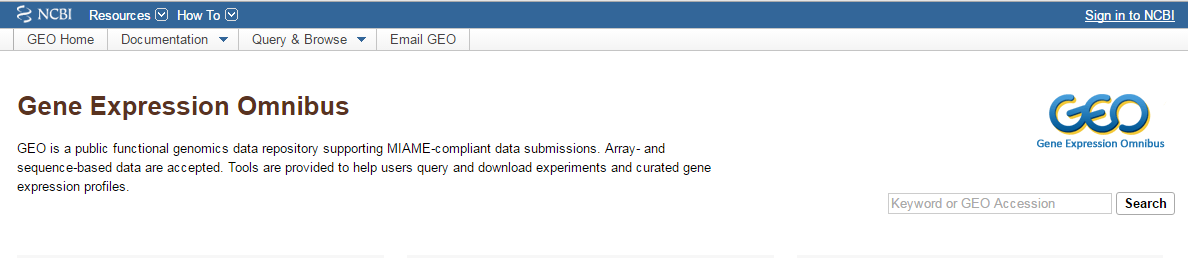 NCBI Resources How To Sign in to NCBI
GEO Home Documentation Query & Browse Email GEO
Gene Expression Omnibus
GEO is a public functional genomics data repository supporting MIAME-compliant data submissions. Array- and
sequence-based data are accepted. Tools are provided to help users query and download experiments and curated gene
expression profiles.
GEO
Gene Expression Omnibus
Keyword or GEO Accession Search